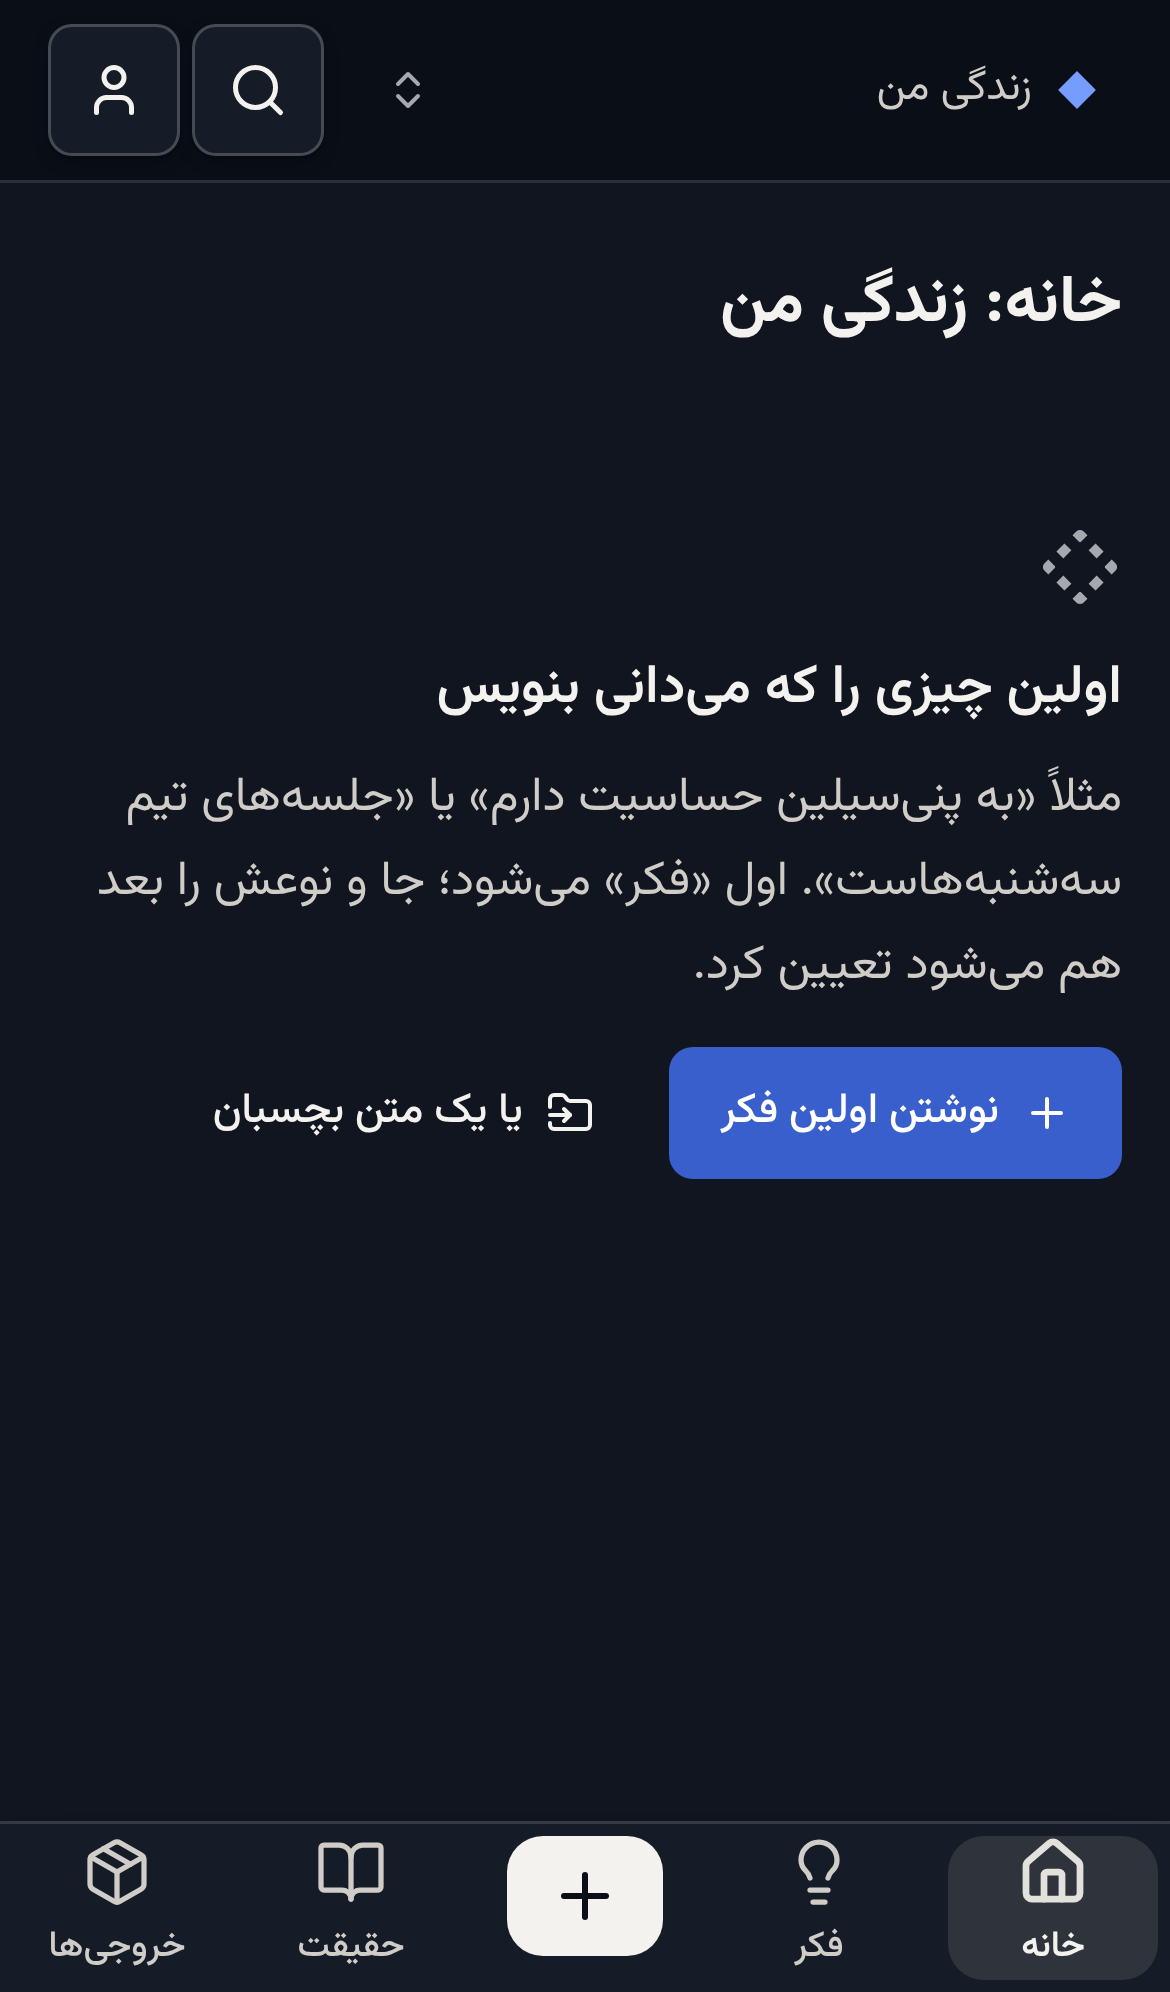 زندگی من
خانه: زندگی من
اولین چیزی را که می‌دانی بنویس
مثلاً «به پنی‌سیلین حساسیت دارم» یا «جلسه‌های تیم
سه‌شنبه‌هاست». اول «فکر» می‌شود؛ جا و نوعش را بعد
هم می‌شود تعیین کرد.
نوشتن اولین فکر
یا یک متن بچسبان
خانه
فکر
حقیقت
خروجی‌ها